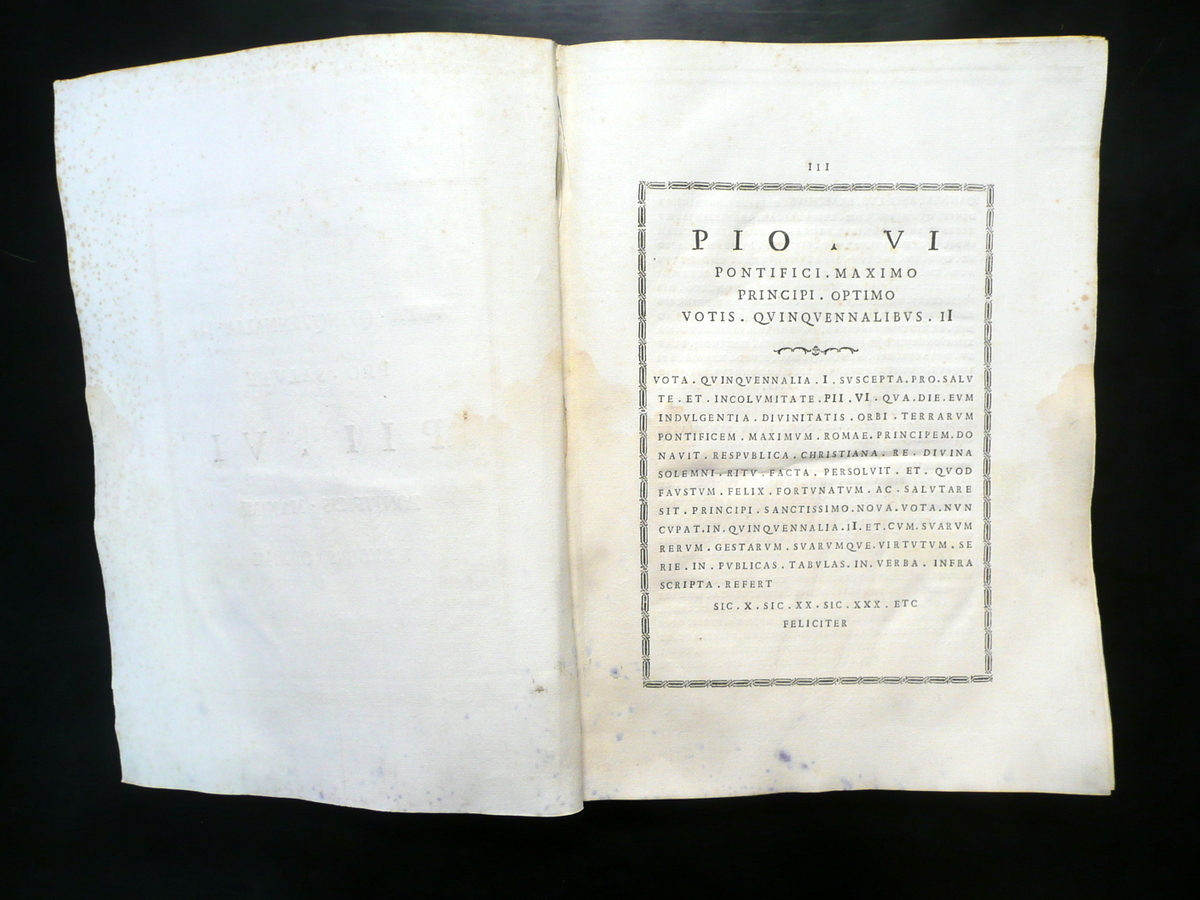 III
PIO . VI
PONTIFICI . MAXIMO
PRINCIPI . OPTIMO
VOTIS . QVINQVENNALIBVS . II
VOTA . QVINQVENNALIA . I . SVSCEPTA . PRO . SALV
TE . ET . INCOLVMITATE . PII . VI . QVA . DIE . EVM
INDVLGENTIA . DIVINITATIS . ORBI . TERRARVM
PONTIFICEM . MAXIMVM . ROMAE . PRINCIPEM . DO
NAVIT . RESPVBLICA . CHRISTIANA . RE . DIVINA
SOLEMNI . RITV . FACTA . PERSOLVIT . ET . QVOD
FAVSTVM . FELIX . FORTVNATVM . AC . SALVTARE
SIT . PRINCIPI . SANCTISSIMO . NOVA . VOTA . NVN
CVPAT . IN . QVINQVENNALIA . II . ET . CVM . SVARVM
RERVM . GESTARVM . SVARVMQVE . VIRTVTVM . SE
RIE . IN . PVBLICAS . TABVLAS . IN . VERBA . INFRA
SCRIPTA . REFERT
SIC . X . SIC . XX . SIC . XXX . ETC
FELICITER